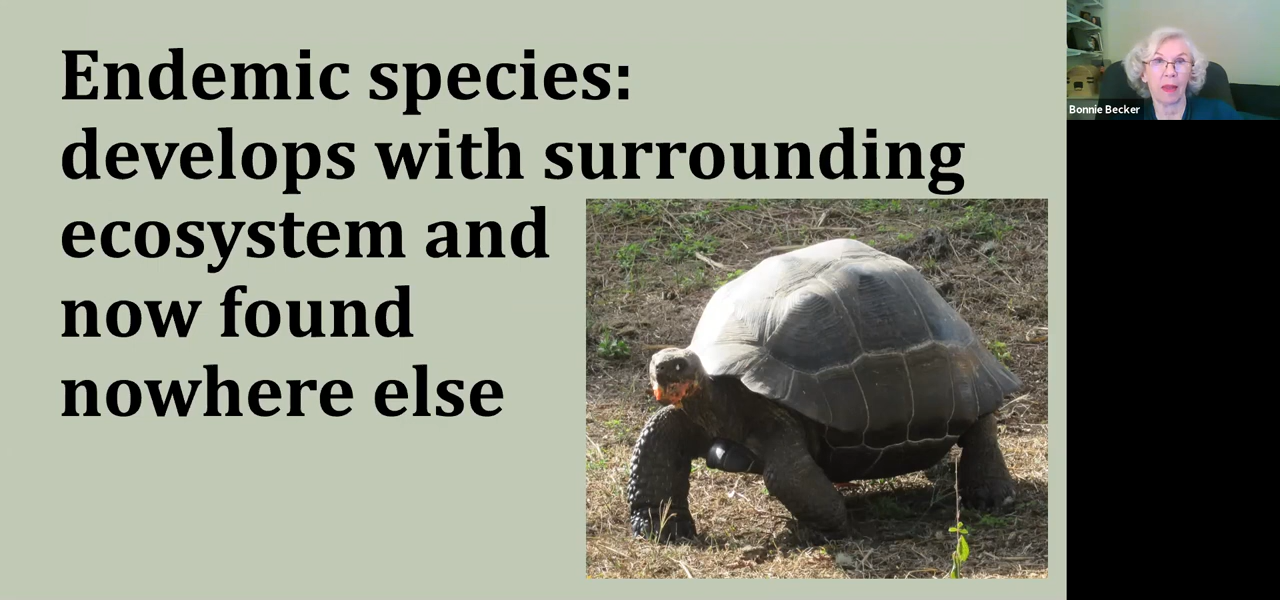 Endemic species:
develops with surrounding
ecosystem and
now found
nowhere else
Bonnie Becker